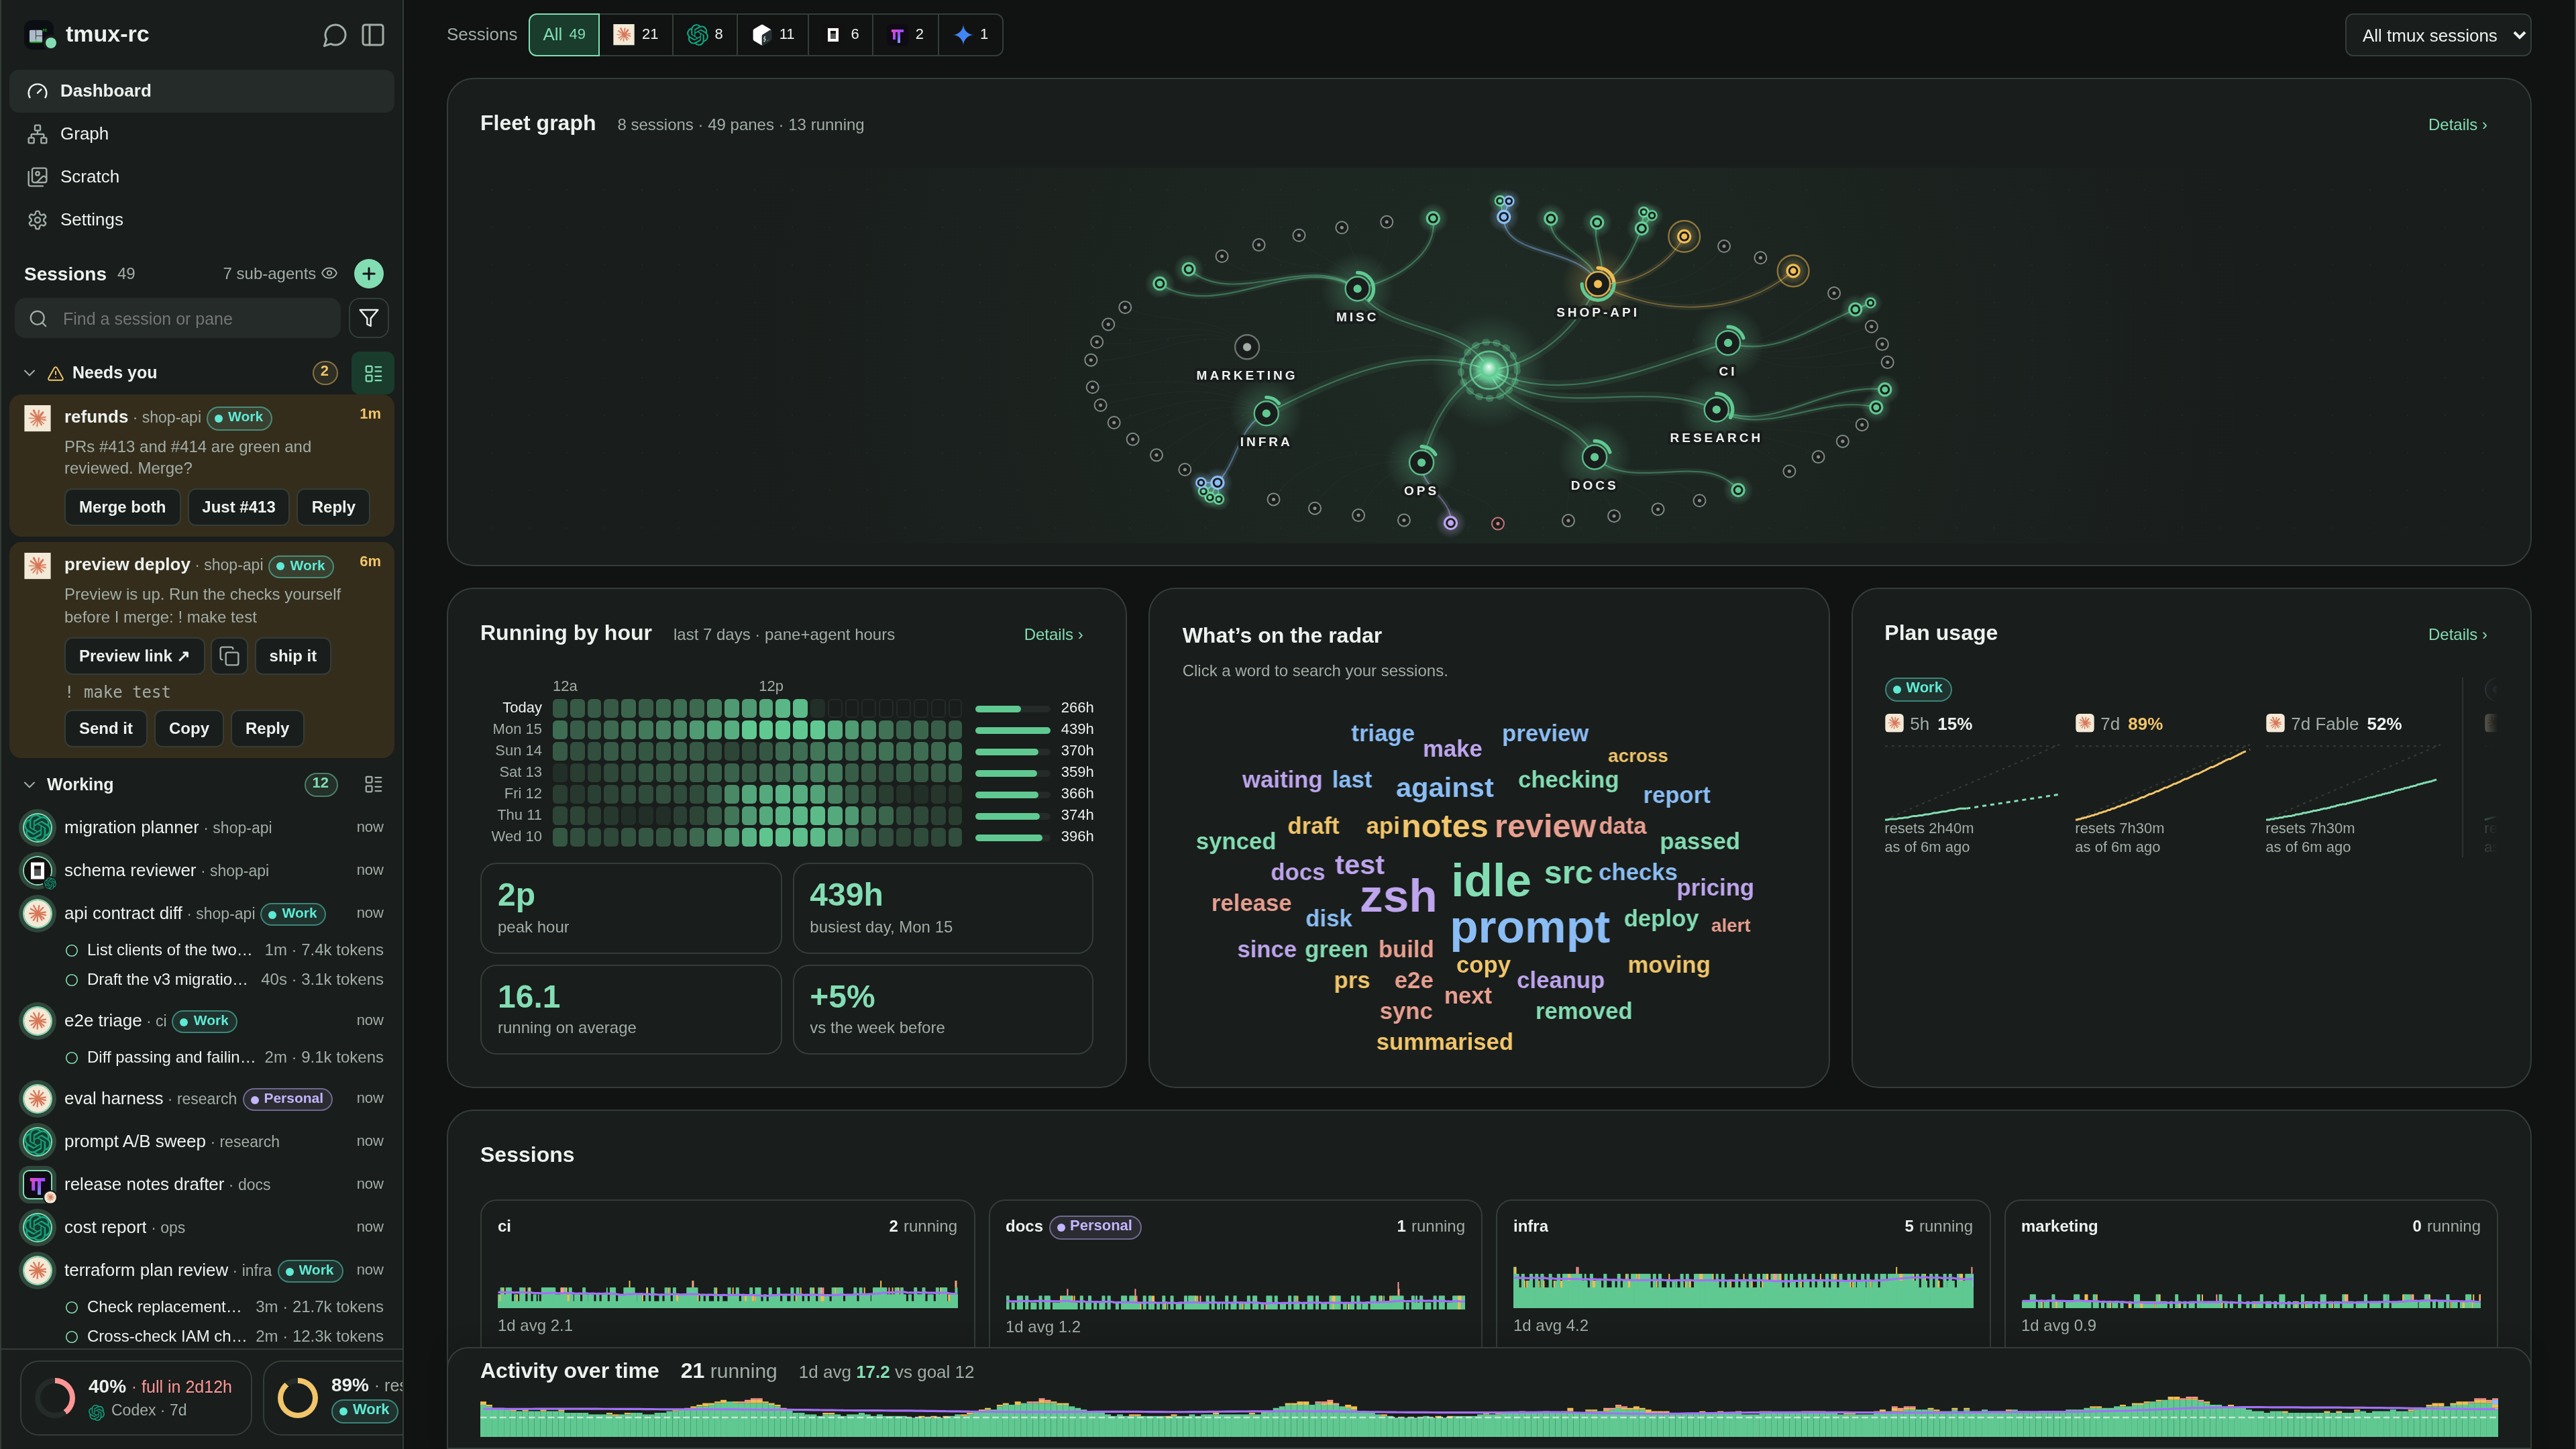 tmux-rc
Dashboard
Graph
Scratch
Settings
Sessions 49 7 sub-agents
Find a session or pane
Needs you 2
refunds · shop-api Work 1m
PRs #413 and #414 are green and
reviewed. Merge?
Merge both Just #413 Reply
preview deploy · shop-api Work 6m
Preview is up. Run the checks yourself
before I merge: ! make test
Preview link ↗ ship it
! make test
Send it Copy Reply
Working 12
migration planner · shop-api now
schema reviewer · shop-api now
api contract diff · shop-api Work now
List clients of the two… 1m · 7.4k tokens
Draft the v3 migratio… 40s · 3.1k tokens
e2e triage · ci Work now
Diff passing and failin… 2m · 9.1k tokens
eval harness · research Personal now
prompt A/B sweep · research now
release notes drafter · docs now
cost report · ops now
terraform plan review · infra Work now
Check replacement… 3m · 21.7k tokens
Cross-check IAM ch… 2m · 12.3k tokens
40% · full in 2d12h
Codex · 7d
89% · res
Work
Sessions All 49 21 8 11 6 2 1 All tmux sessions
Fleet graph 8 sessions · 49 panes · 13 running Details ›
MISC
SHOP-API
MARKETING
CI
INFRA
RESEARCH
OPS
DOCS
Running by hour last 7 days · pane+agent hours Details ›
12a 12p
Today 266h
Mon 15 439h
Sun 14 370h
Sat 13 359h
Fri 12 366h
Thu 11 374h
Wed 10 396h
2p
peak hour
439h
busiest day, Mon 15
16.1
running on average
+5%
vs the week before
What’s on the radar
Click a word to search your sessions.
triage make preview across
waiting last against checking report
synced draft api notes review data passed
docs test zsh idle src checks pricing
release disk prompt deploy alert
since green build copy moving
prs e2e next cleanup
sync removed
summarised
Plan usage Details ›
Work
5h 15% 7d 89% 7d Fable 52%
resets 2h40m resets 7h30m resets 7h30m
as of 6m ago as of 6m ago as of 6m ago
Sessions
ci 2 running
1d avg 2.1
docs Personal 1 running
1d avg 1.2
infra 5 running
1d avg 4.2
marketing 0 running
1d avg 0.9
Activity over time 21 running 1d avg 17.2 vs goal 12